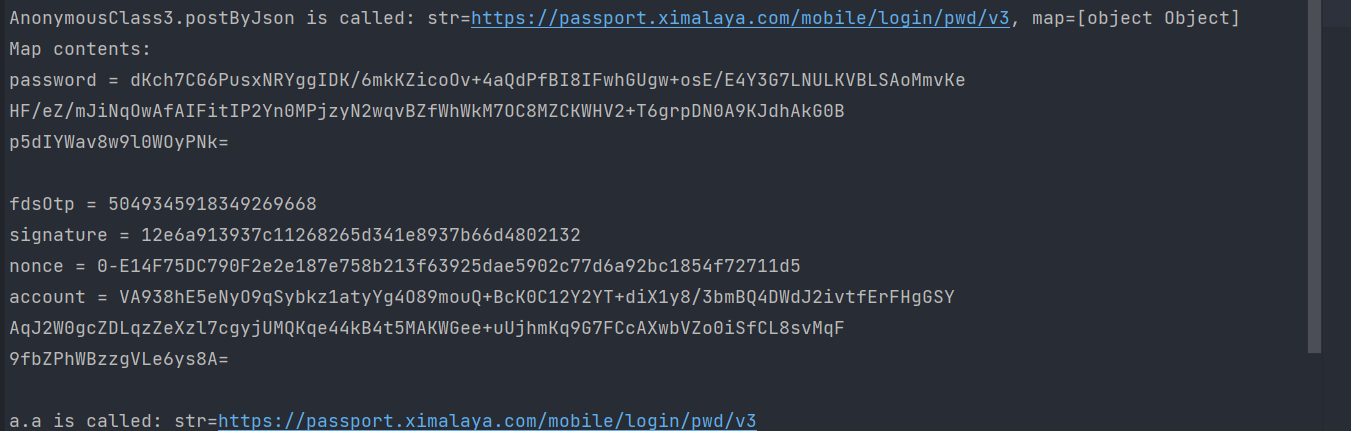 AnonymousClass3.postByJson is called: str=https://passport.ximalaya.com/mobile/login/pwd/v3, map=[object Object]
Map contents:
password = dKch7CG6PusxNRYggIDK/6mkKZicoOv+4aQdPfBI8IFwhGUgw+osE/E4Y3G7LNULKVBLSAoMmvKe
HF/eZ/mJiNqOwAfAIFitIP2Yn0MPjzyN2wqvBZfWhWkM7OC8MZCKWHV2+T6grpDN0A9KJdhAkG0B
p5dIYWav8w9l0WOyPNk=
fdsOtp = 5049345918349269668
signature = 12e6a913937c11268265d341e8937b66d4802132
nonce = 0-E14F75DC790F2e2e187e758b213f63925dae5902c77d6a92bc1854f72711d5
account = VA938hE5eNyO9qSybkz1atyYg4O89mouQ+BcK0C12Y2YT+diX1y8/3bmBQ4DWdJ2ivtfErFHgGSY
AqJ2W0gcZDLqzZeXzl7cgyjUMQKqe44kB4t5MAKWGee+uUjhmKq9G7FCcAXwbVZo0iSfCL8svMqF
9fbZPhWBzzgVLe6ys8A=
a.a is called: str=https://passport.ximalaya.com/mobile/login/pwd/v3